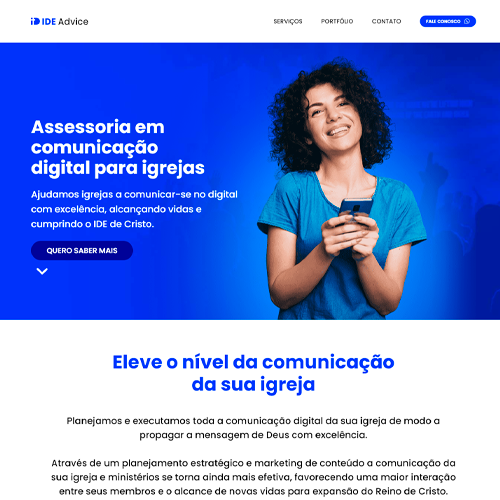 IDE Advice
SERVIÇOS
PORTFÓLIO
CONTATO
FALE CONOSCO
Assessoria em
comunicação
digital para igrejas
Ajudamos igrejas a comunicar-se no digital
com excelência, alcançando vidas e
cumprindo o IDE de Cristo.
QUERO SABER MAIS
Eleve o nível da comunicação
da sua igreja
Planejamos e executamos toda a comunicação digital da sua igreja de modo a
propagar a mensagem de Deus com excelência.
Através de um planejamento estratégico e marketing de conteúdo a comunicação da
sua igreja e ministérios se torna ainda mais efetiva, favorecendo uma maior interação
entre seus membros e o alcance de novas vidas para expansão do Reino de Cristo.